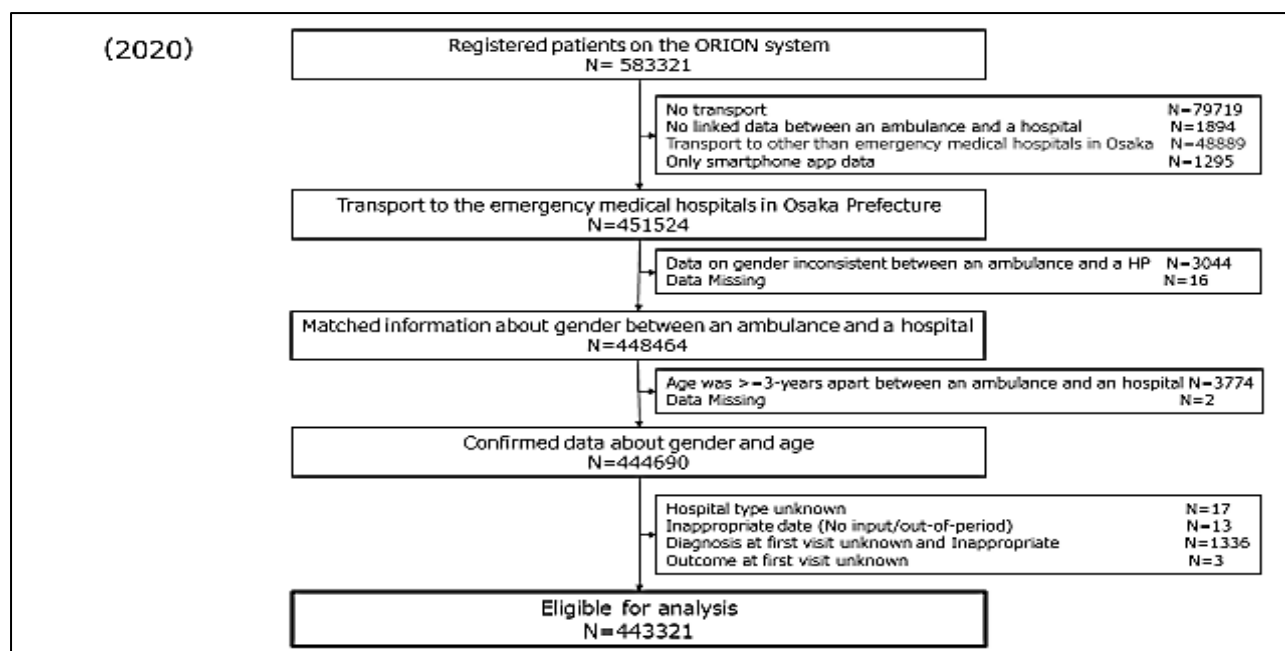 (2020)
Registered patients on the ORION system
N= 583321
No transport N=79719
No linked data between an ambulance and a hospital N=1894
Transport to other than emergency medical hospitals in Osaka N=48889
Only smartphone app data N=1295
Transport to the emergency medical hospitals in Osaka Prefecture
N=451524
Data on gender inconsistent between an ambulance and a HP N=3044
Data Missing N=16
Matched information about gender between an ambulance and a hospital
N=448464
Age was >=3-years apart between an ambulance and an hospital N=3774
Data Missing N=2
Confirmed data about gender and age
N=444690
Hospital type unknown N=17
Inappropriate date (No input/out-of-period) N=13
Diagnosis at first visit unknown and Inappropriate N=1336
Outcome at first visit unknown N=3
Eligible for analysis
N=443321